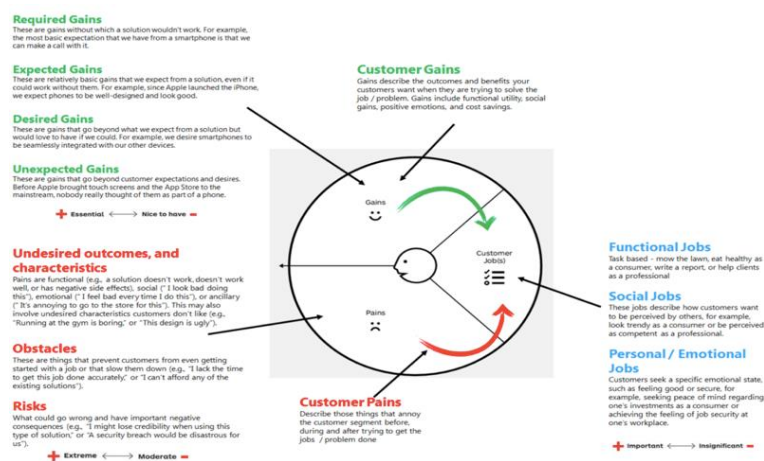 Required Gains
These are gains without which a solution wouldn't work. For example,
the most basic expectation that we have from a smartphone is that we
can make a call with it.
Expected Gains
These are relatively basic gains that we expect from a solution, even if it
could work without them. For example, since Apple launched the iPhone,
we expect phones to be well-designed and look good.
Desired Gains
These are gains that go beyond what we expect from a solution but
would love to have if we could. For example, we desire smartphones to
be seamlessly integrated with our other devices.
Unexpected Gains
These are gains that go beyond customer expectations and desires.
Before Apple brought touch screens and the App Store to the
mainstream, nobody really thought of them as part of a phone.
+ Essential ⟷ Nice to have -
Customer Gains
Gains describe the outcomes and benefits your
customers want when they are trying to solve the
job / problem. Gains include functional utility, social
gains, positive emotions, and cost savings.
Gains
Customer
Job(s)
Pains
Undesired outcomes, and
characteristics
Pains are functional (e.g., a solution doesn't work, doesn't work
well, or has negative side effects), social (" I look bad doing
this"), emotional (" I feel bad every time I do this"), or ancillary
(" It's annoying to go to the store for this"). This may also
involve undesired characteristics customers don't like (e.g.,
"Running at the gym is boring," or "This design is ugly").
Obstacles
These are things that prevent customers from even getting
started with a job or that slow them down (e.g., "I lack the time
to get this job done accurately," or "I can't afford any of the
existing solutions").
Risks
What could go wrong and have important negative
consequences (e.g., "I might lose credibility when using this
type of solution," or "A security breach would be disastrous for
us").
+ Extreme ⟷ Moderate -
Customer Pains
Describe those things that annoy
the customer segment before,
during and after trying to get the
jobs / problem done
Functional Jobs
Task based - mow the lawn, eat healthy as
a consumer, write a report, or help clients
as a professional
Social Jobs
These jobs describe how customers want
to be perceived by others, for example,
look trendy as a consumer or be perceived
as competent as a professional.
Personal / Emotional
Jobs
Customers seek a specific emotional state,
such as feeling good or secure, for
example, seeking peace of mind regarding
one's investments as a consumer or
achieving the feeling of job security at
one's workplace.
+ Important ⟷ Insignificant -